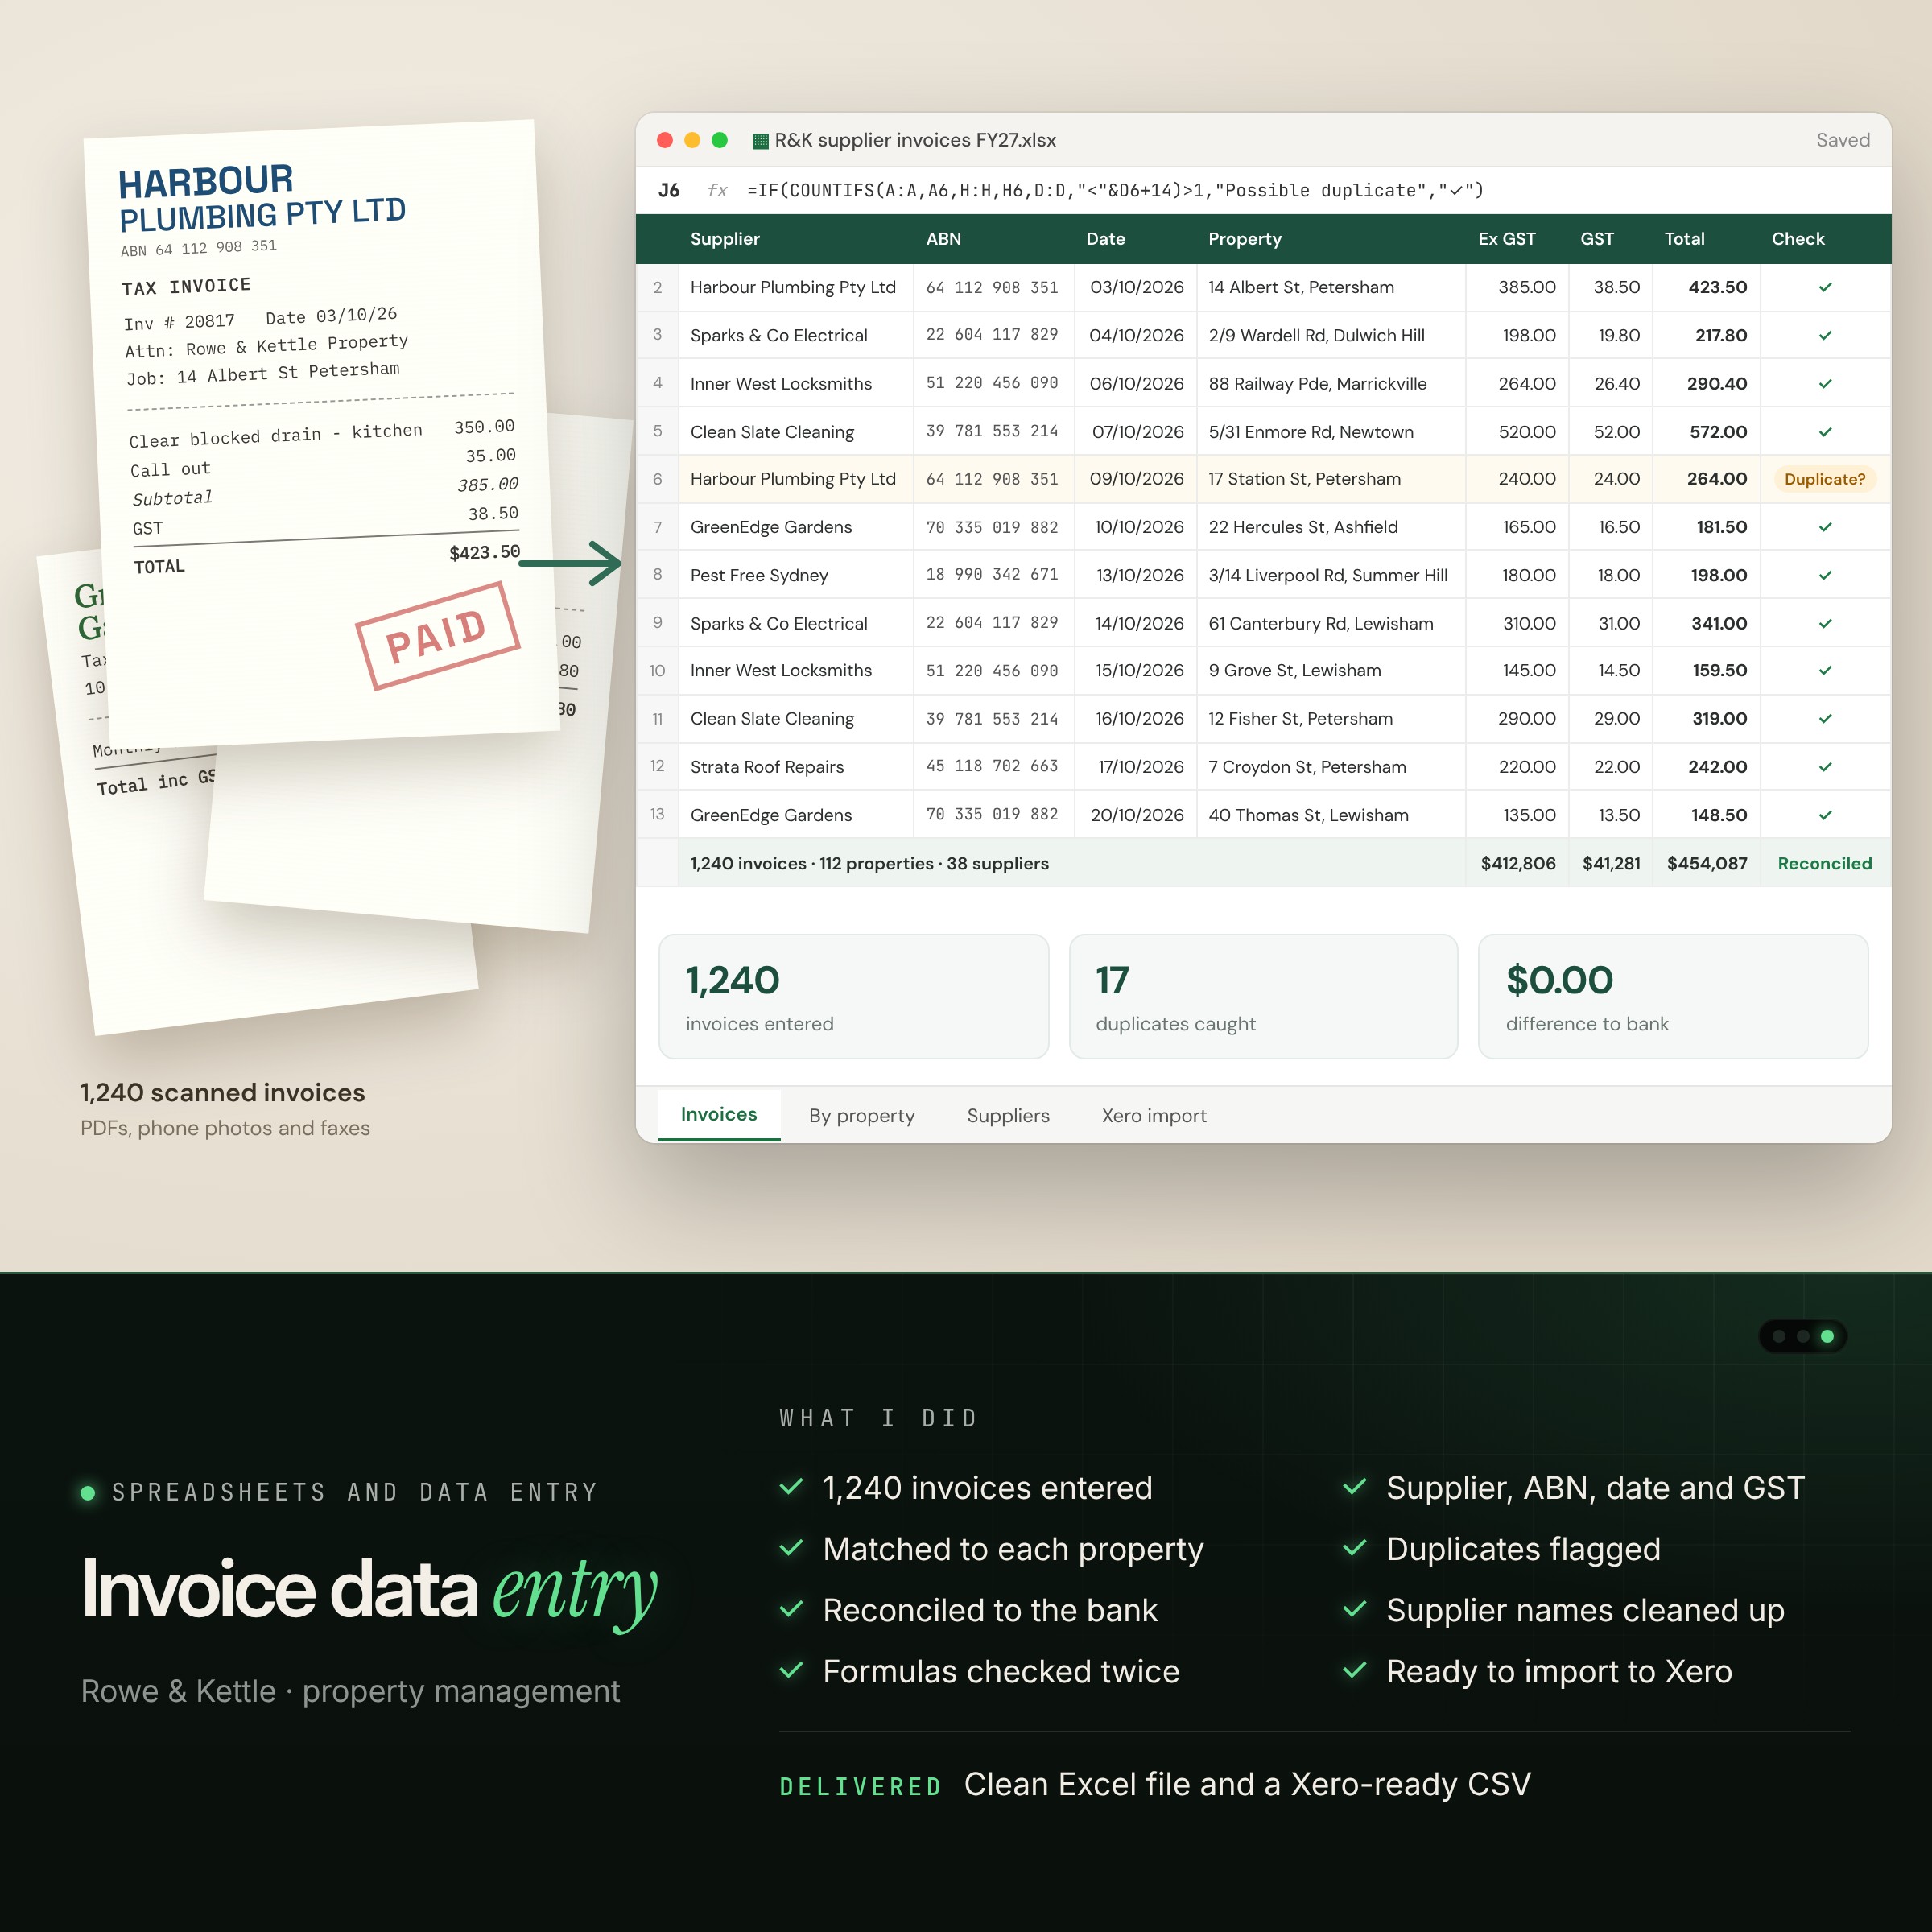 HARBOUR
PLUMBING PTY LTD
ABN 64 112 908 351
TAX INVOICE
Inv # 20817 Date 03/10/26
Attn: Rowe & Kettle Property
Job: 14 Albert St Petersham
Clear blocked drain - kitchen 350.00
Call out 35.00
Subtotal 385.00
GST 38.50
TOTAL $423.50
PAID
Total inc
1,240 scanned invoices
PDFs, phone photos and faxes
R&K supplier invoices FY27.xlsx Saved
J6 fx =IF(COUNTIFS(A:A,A6,H:H,H6,D:D,"<"&D6+14)>1,"Possible duplicate","✓")
Supplier ABN Date Property Ex GST GST Total Check
2 Harbour Plumbing Pty Ltd 64 112 908 351 03/10/2026 14 Albert St, Petersham 385.00 38.50 423.50 ✓
3 Sparks & Co Electrical 22 604 117 829 04/10/2026 2/9 Wardell Rd, Dulwich Hill 198.00 19.80 217.80 ✓
4 Inner West Locksmiths 51 220 456 090 06/10/2026 88 Railway Pde, Marrickville 264.00 26.40 290.40 ✓
5 Clean Slate Cleaning 39 781 553 214 07/10/2026 5/31 Enmore Rd, Newtown 520.00 52.00 572.00 ✓
6 Harbour Plumbing Pty Ltd 64 112 908 351 09/10/2026 17 Station St, Petersham 240.00 24.00 264.00 Duplicate?
7 GreenEdge Gardens 70 335 019 882 10/10/2026 22 Hercules St, Ashfield 165.00 16.50 181.50 ✓
8 Pest Free Sydney 18 990 342 671 13/10/2026 3/14 Liverpool Rd, Summer Hill 180.00 18.00 198.00 ✓
9 Sparks & Co Electrical 22 604 117 829 14/10/2026 61 Canterbury Rd, Lewisham 310.00 31.00 341.00 ✓
10 Inner West Locksmiths 51 220 456 090 15/10/2026 9 Grove St, Lewisham 145.00 14.50 159.50 ✓
11 Clean Slate Cleaning 39 781 553 214 16/10/2026 12 Fisher St, Petersham 290.00 29.00 319.00 ✓
12 Strata Roof Repairs 45 118 702 663 17/10/2026 7 Croydon St, Petersham 220.00 22.00 242.00 ✓
13 GreenEdge Gardens 70 335 019 882 20/10/2026 40 Thomas St, Lewisham 135.00 13.50 148.50 ✓
1,240 invoices · 112 properties · 38 suppliers $412,806 $41,281 $454,087 Reconciled
1,240
invoices entered
17
duplicates caught
$0.00
difference to bank
Invoices By property Suppliers Xero import
SPREADSHEETS AND DATA ENTRY
Invoice data entry
Rowe & Kettle · property management
WHAT I DID
✓ 1,240 invoices entered
✓ Supplier, ABN, date and GST
✓ Matched to each property
✓ Duplicates flagged
✓ Reconciled to the bank
✓ Supplier names cleaned up
✓ Formulas checked twice
✓ Ready to import to Xero
DELIVERED Clean Excel file and a Xero-ready CSV